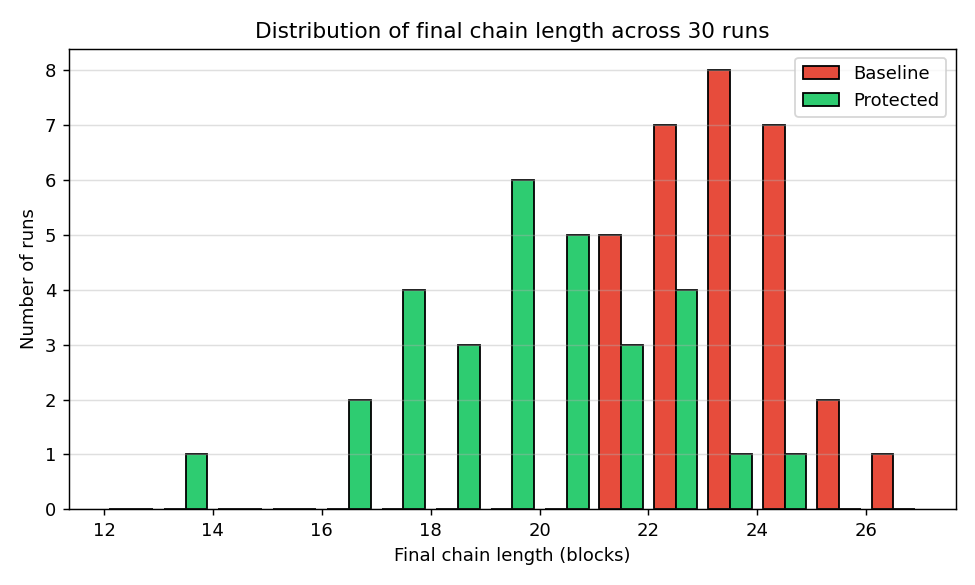 Distribution of final chain length across 30 runs
Baseline
Protected
Number of runs
8
7
6
5
4
3
2
1
0
12 14 16 18 20 22 24 26
Final chain length (blocks)